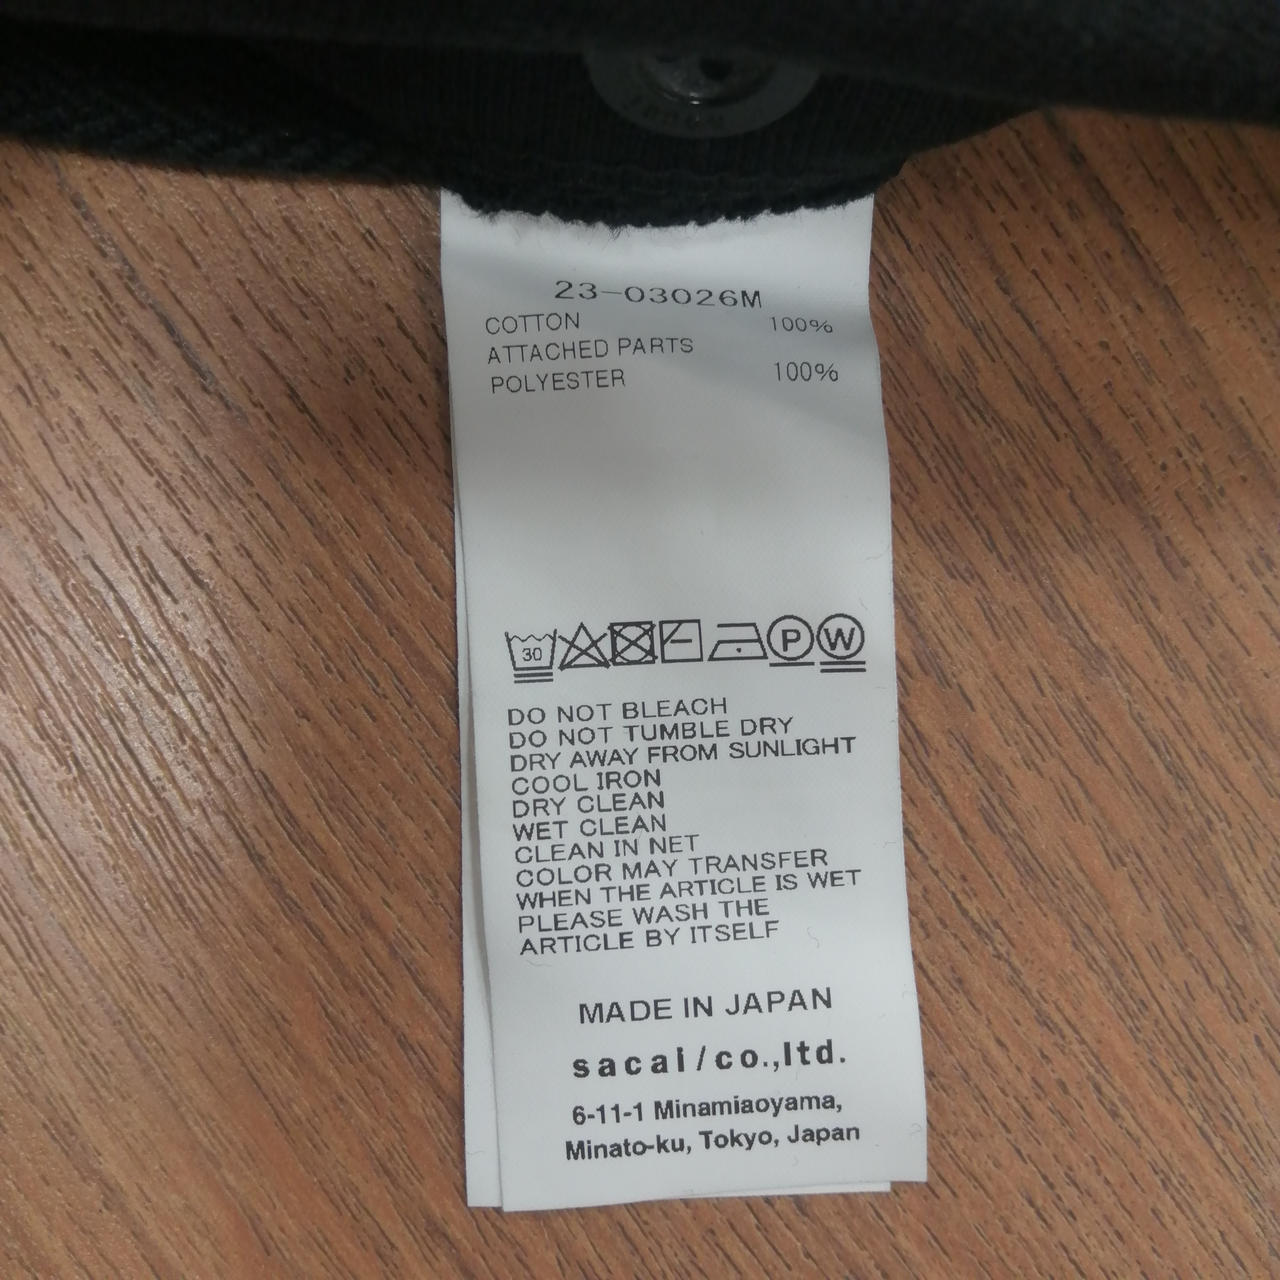 23-03026M
COTTON 100%
ATTACHED PARTS
POLYESTER 100%
30 P W
DO NOT BLEACH
DO NOT TUMBLE DRY
DRY AWAY FROM SUNLIGHT
COOL IRON
DRY CLEAN
WET CLEAN
CLEAN IN NET
COLOR MAY TRANSFER
WHEN THE ARTICLE IS WET
PLEASE WASH THE
ARTICLE BY ITSELF
MADE IN JAPAN
sacai/co.,ltd.
6-11-1 Minamiaoyama,
Minato-ku, Tokyo, Japan